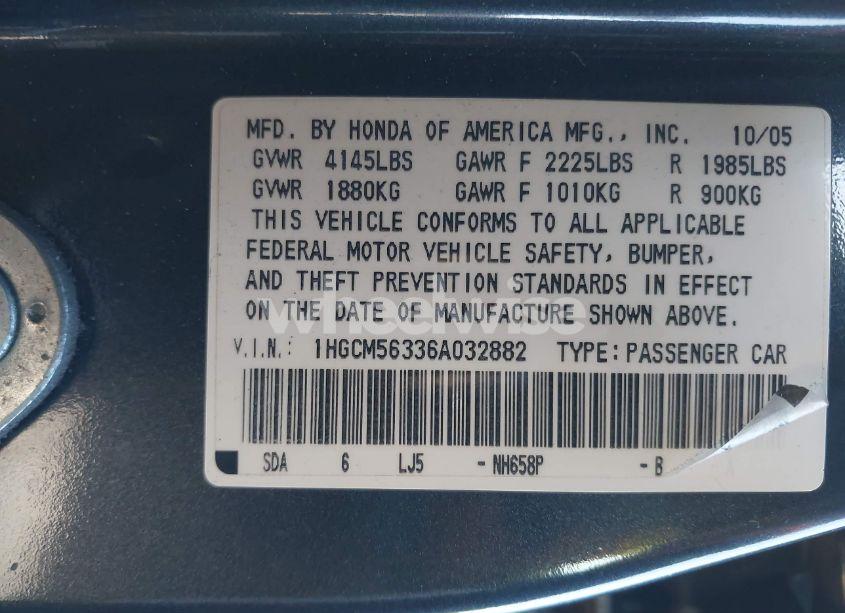 MFD. BY HONDA OF AMERICA MFG., INC. 10/05
GVWR 4145LBS GAWR F 2225LBS R 1985LBS
GVWR 1880KG GAWR F 1010KG R 900KG
THIS VEHICLE CONFORMS TO ALL APPLICABLE
FEDERAL MOTOR VEHICLE SAFETY, BUMPER,
AND THEFT PREVENTION STANDARDS IN EFFECT
ON THE DATE OF MANUFACTURE SHOWN ABOVE.
wheelwise
V.I.N.: 1HGCM56336A032882 TYPE: PASSENGER CAR
SDA 6 LJ5 - NH658P - B